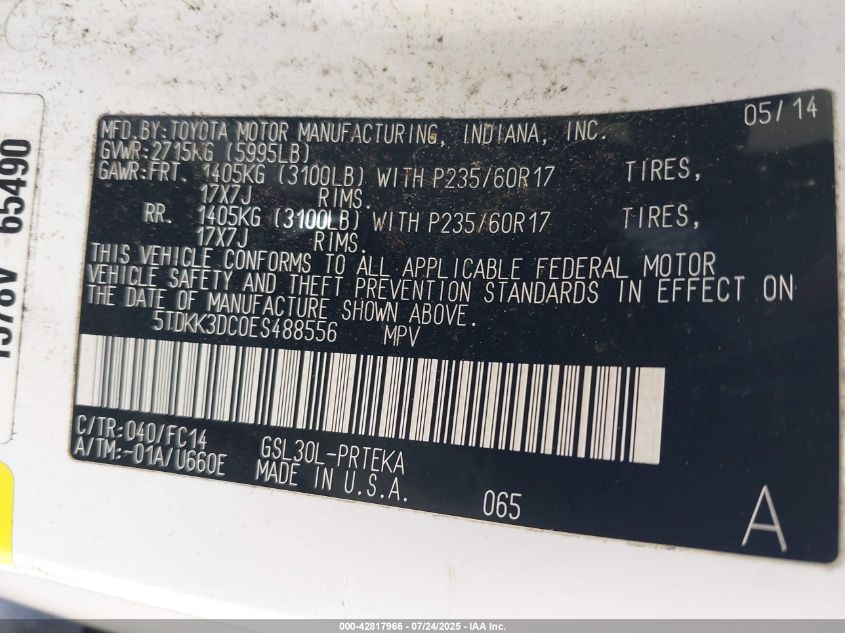 05/14
MFD.BY:TOYOTA MOTOR MANUFACTURING, INDIANA, INC.
GVWR:2715KG (5995LB)
GAWR:FRT. 1405KG (3100LB) WITH P235/60R17 TIRES,
17X7J RIMS.
RR. 1405KG (3100LB) WITH P235/60R17 TIRES,
17X7J RIMS.
THIS VEHICLE CONFORMS TO ALL APPLICABLE FEDERAL MOTOR
VEHICLE SAFETY AND THEFT PREVENTION STANDARDS IN EFFECT ON
THE DATE OF MANUFACTURE SHOWN ABOVE.
5TDKK3DC0ES488556 MPV
C/TR:040/FC14
A/TM:-01A/U660E
GSL30L-PRTEKA
MADE IN U.S.A.
065
A
65490
000-42817966 - 07/24/2025 - IAA Inc.